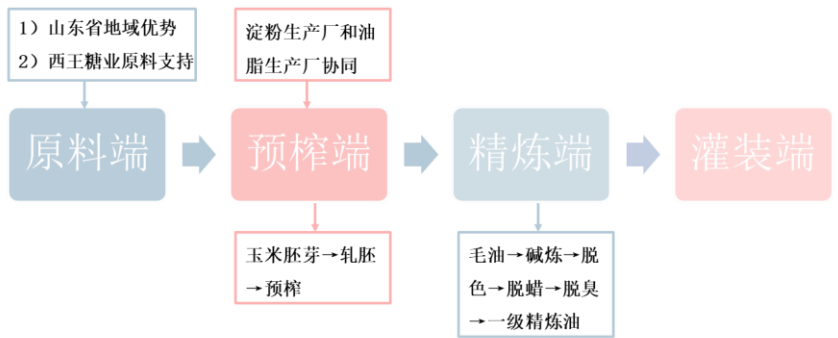 1）山东省地域优势
2）西王糖业原料支持
淀粉生产厂和油
脂生产厂协同
原料端
预榨端
精炼端
灌装端
玉米胚芽→轧胚
→预榨
毛油→碱炼→脱
色→脱蜡→脱臭
→一级精炼油